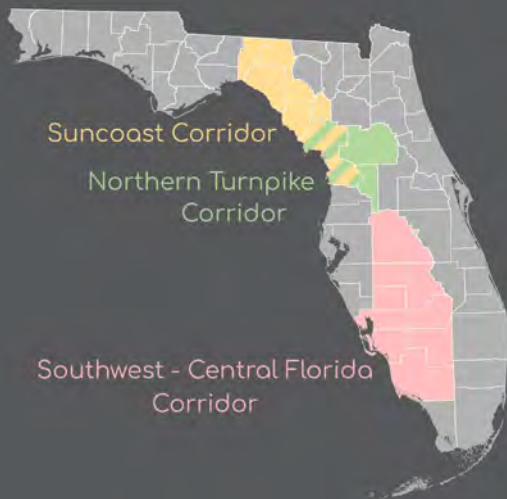 Suncoast Corridor
Northern Turnpike
Corridor
Southwest - Central Florida
Corridor